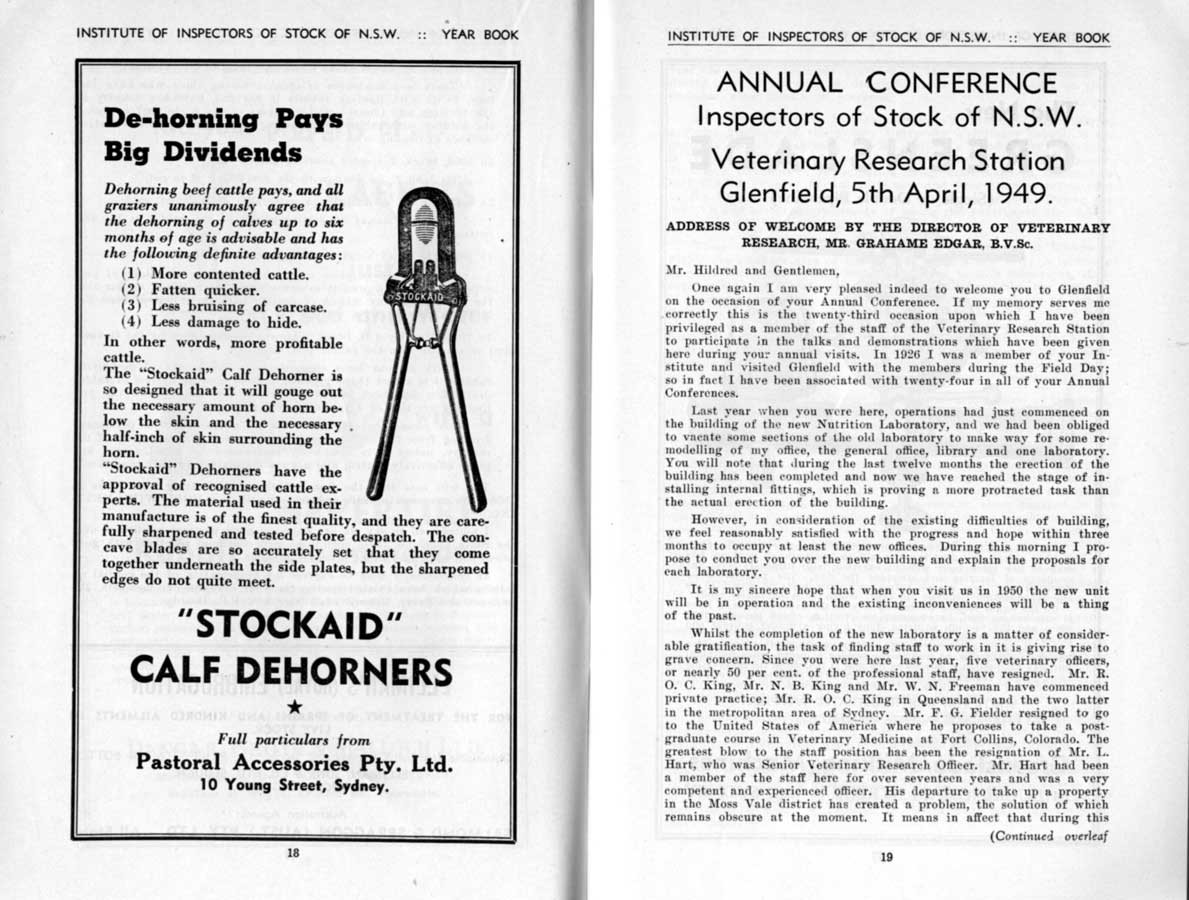 INSTITUTE OF INSPECTORS OF STOCK OF N.S.W. :: YEAR BOOK
De-horning Pays
Big Dividends
Dehorning beef cattle pays, and all
graziers unanimously agree that
the dehorning of calves up to six
months of age is advisable and has
the following definite advantages:
(1) More contented cattle.
(2) Fatten quicker.
(3) Less bruising of carcase.
(4) Less damage to hide.
In other words, more profitable
cattle.
The "Stockaid" Calf Dehorner is
so designed that it will gouge out
the necessary amount of horn be-
low the skin and the necessary
half-inch of skin surrounding the
horn.
"Stockaid" Dehorners have the
approval of recognised cattle ex-
perts. The material used in their
manufacture is of the finest quality, and they are care-
fully sharpened and tested before despatch. The con-
cave blades are so accurately set that they come
together underneath the side plates, but the sharpened
edges do not quite meet.
STOCKAID
"STOCKAID"
CALF DEHORNERS
★
Full particulars from
Pastoral Accessories Pty. Ltd.
10 Young Street, Sydney.
18
INSTITUTE OF INSPECTORS OF STOCK OF N.S.W. :: YEAR BOOK
ANNUAL CONFERENCE
Inspectors of Stock of N.S.W.
Veterinary Research Station
Glenfield, 5th April, 1949.
ADDRESS OF WELCOME BY THE DIRECTOR OF VETERINARY
RESEARCH, MR. GRAHAME EDGAR, B.V.Sc.
Mr. Hildred and Gentlemen,
Once again I am very pleased indeed to welcome you to Glenfield
on the occasion of your Annual Conference. If my memory serves me
correctly this is the twenty-third occasion upon which I have been
privileged as a member of the staff of the Veterinary Research Station
to participate in the talks and demonstrations which have been given
here during your annual visits. In 1926 I was a member of your In-
stitute and visited Glenfield with the members during the Field Day;
so in fact I have been associated with twenty-four in all of your Annual
Conferences.
Last year when you were here, operations had just commenced on
the building of the new Nutrition Laboratory, and we had been obliged
to vacate some sections of the old laboratory to make way for some re-
modelling of my office, the general office, library and one laboratory.
You will note that during the last twelve months the erection of the
building has been completed and now we have reached the stage of in-
stalling internal fittings, which is proving a more protracted task than
the actual erection of the building.
However, in consideration of the existing difficulties of building,
we feel reasonably satisfied with the progress and hope within three
months to occupy at least the new offices. During this morning I pro-
pose to conduct you over the new building and explain the proposals for
each laboratory.
It is my sincere hope that when you visit us in 1950 the new unit
will be in operation and the existing inconveniences will be a thing
of the past.
Whilst the completion of the new laboratory is a matter of consider-
able gratification, the task of finding staff to work in it is giving rise to
grave concern. Since you were here last year, five veterinary officers,
or nearly 50 per cent. of the professional staff, have resigned. Mr. R.
O. C. King, Mr. N. B. King and Mr. W. N. Freeman have commenced
private practice; Mr. R. O. C. King in Queensland and the two latter
in the metropolitan area of Sydney. Mr. F. G. Fielder resigned to go
to the United States of America where he proposes to take a post-
graduate course in Veterinary Medicine at Fort Collins, Colorado. The
greatest blow to the staff position has been the resignation of Mr. L.
Hart, who was Senior Veterinary Research Officer. Mr. Hart had been
a member of the staff here for over seventeen years and was a very
competent and experienced officer. His departure to take up a property
in the Moss Vale district has created a problem, the solution of which
remains obscure at the moment. It means in affect that during this
(Continued overleaf
19